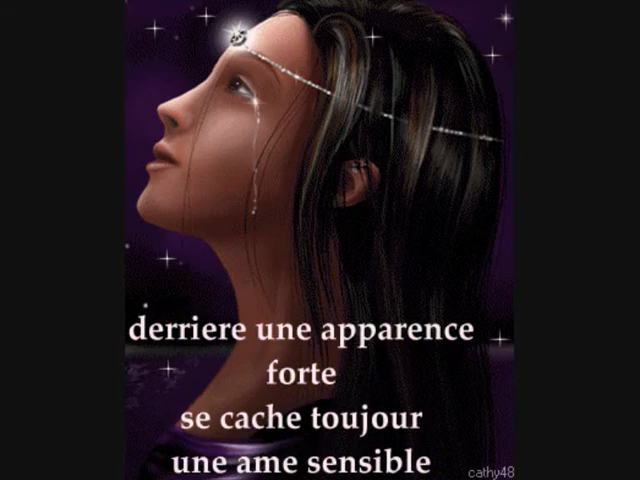 derriere une apparence
forte
se cache toujour
une ame sensible
cathy48